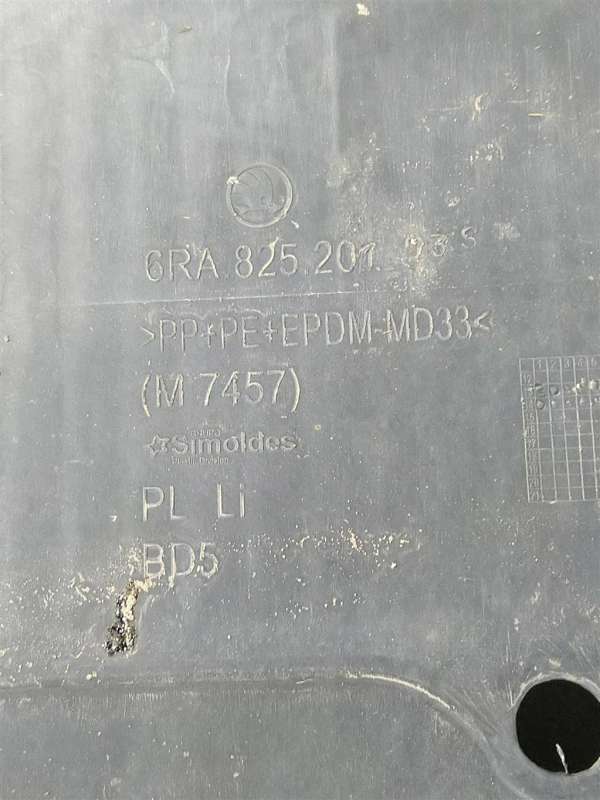 6RA.825.201
>PP+PE+EPDM-MD33<
(M 7457)
Simoldes
PL Li
BD5